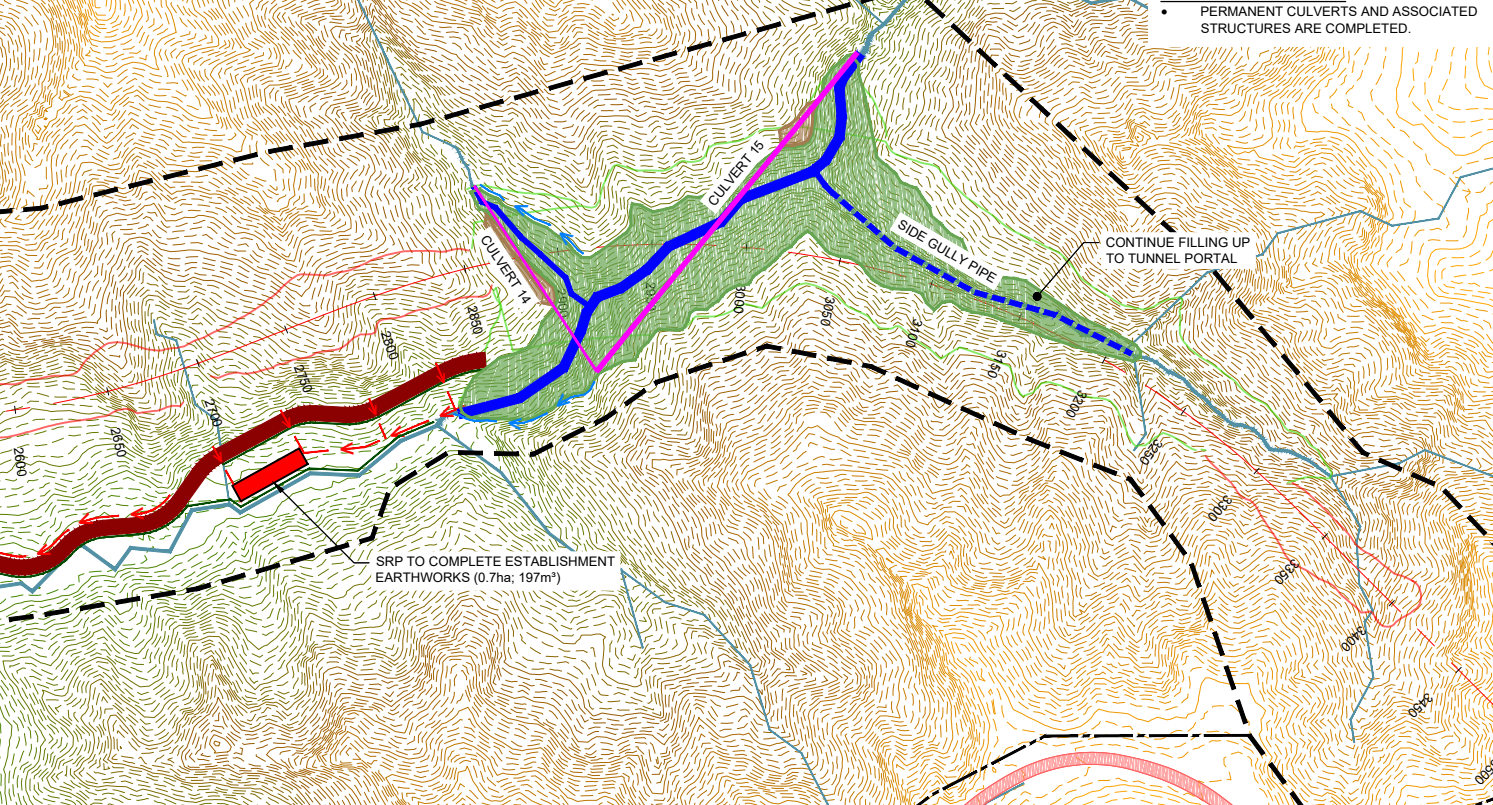 • PERMANENT CULVERTS AND ASSOCIATED
STRUCTURES ARE COMPLETED.
CULVERT 15
CULVERT 14
SIDE GULLY PIPE
CONTINUE FILLING UP
TO TUNNEL PORTAL
2600
2650
2700
2750
2800
2850
3000
3050
3100
3150
3200
3250
3300
3350
3400
3450
SRP TO COMPLETE ESTABLISHMENT
EARTHWORKS (0.7ha; 197m³)